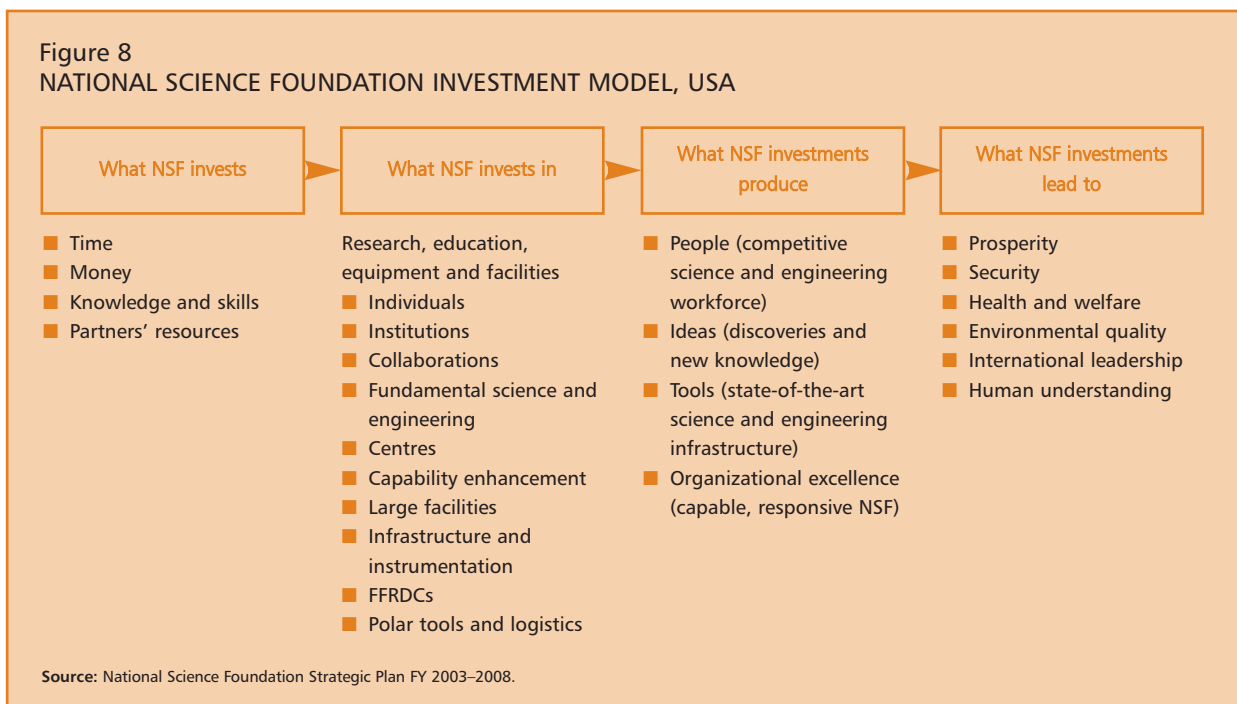 Figure 8
NATIONAL SCIENCE FOUNDATION INVESTMENT MODEL, USA
What NSF invests
■ Time
■ Money
■ Knowledge and skills
■ Partners’ resources
What NSF invests in
Research, education,
equipment and facilities
■ Individuals
■ Institutions
■ Collaborations
■ Fundamental science and
engineering
■ Centres
■ Capability enhancement
■ Large facilities
■ Infrastructure and
instrumentation
■ FFRDCs
■ Polar tools and logistics
What NSF investments
produce
■ People (competitive
science and engineering
workforce)
■ Ideas (discoveries and
new knowledge)
■ Tools (state-of-the-art
science and engineering
infrastructure)
■ Organizational excellence
(capable, responsive NSF)
What NSF investments
lead to
■ Prosperity
■ Security
■ Health and welfare
■ Environmental quality
■ International leadership
■ Human understanding
Source: National Science Foundation Strategic Plan FY 2003–2008.